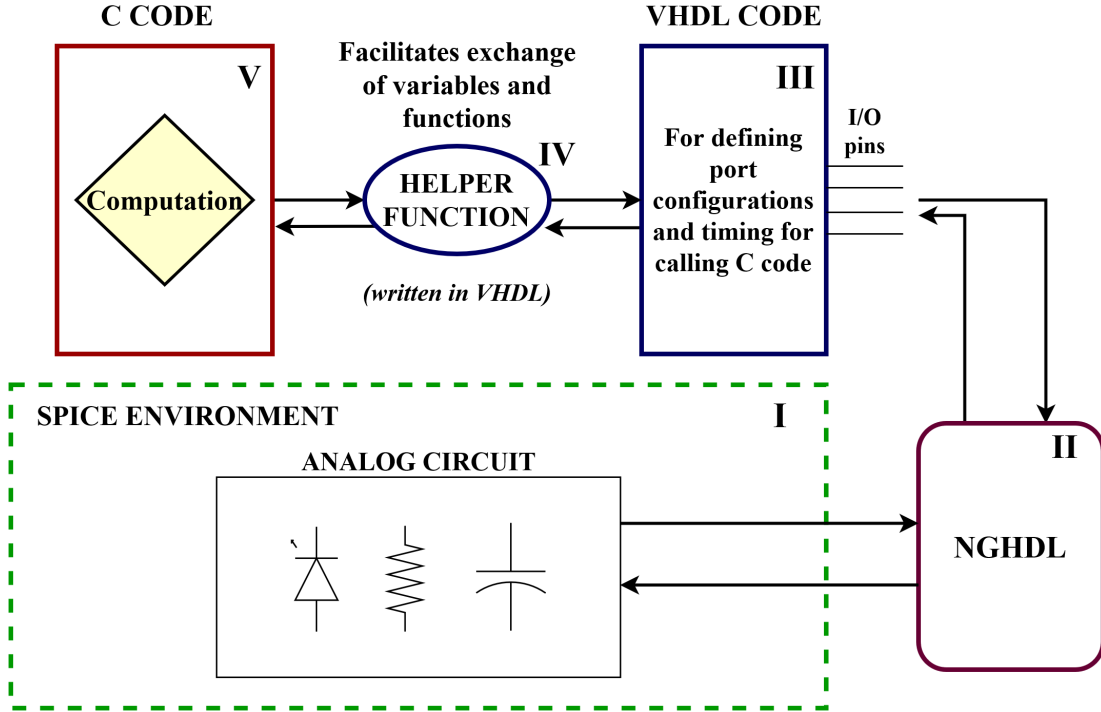 C CODE
V
Computation
Facilitates exchange
of variables and
functions
IV
HELPER
FUNCTION
(written in VHDL)
VHDL CODE
III
For defining
port
configurations
and timing for
calling C code
I/O
pins
SPICE ENVIRONMENT
I
ANALOG CIRCUIT
II
NGHDL